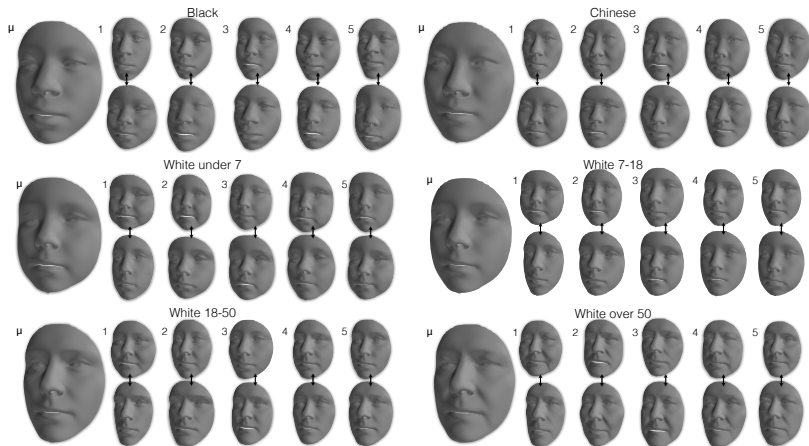 Black
μ 1 2 3 4 5
Chinese
μ 1 2 3 4 5
White under 7
μ 1 2 3 4 5
White 7-18
μ 1 2 3 4 5
White 18-50
μ 1 2 3 4 5
White over 50
μ 1 2 3 4 5